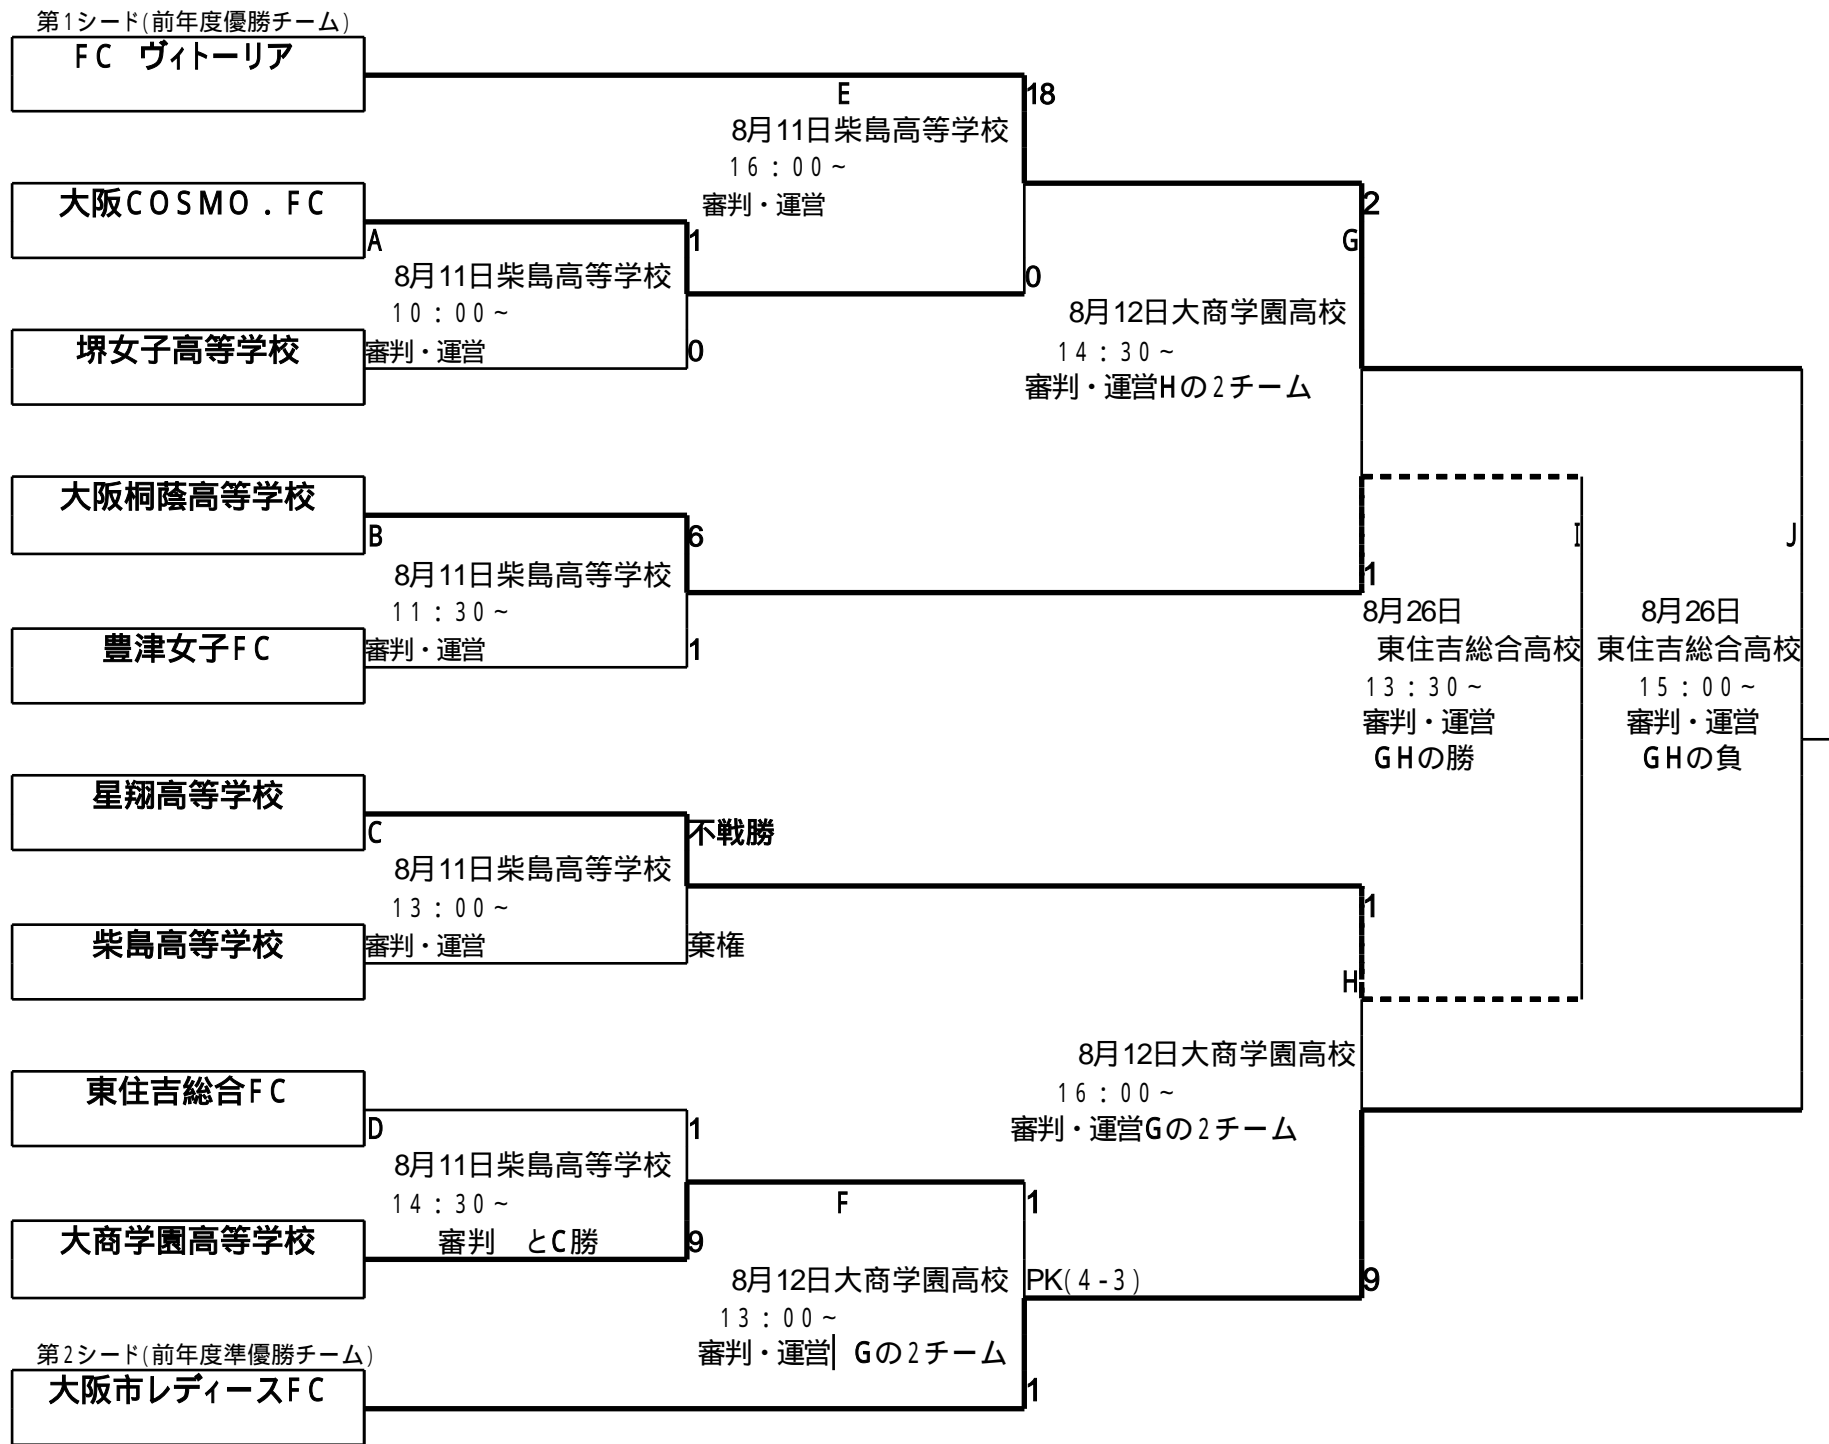 第1シード(前年度優勝チーム)
FC　ヴィトーリア
E
18
8月11日柴島高等学校
16：00～
審判・運営
大阪COSMO．FC
2
A
1
G
8月11日柴島高等学校
0
10：00～
8月12日大商学園高校
堺女子高等学校
審判・運営
0
14：30～
審判・運営Hの2チーム
大阪桐蔭高等学校
B
6
I
J
8月11日柴島高等学校
1
11：30～
8月26日
8月26日
豊津女子FC
審判・運営
1
東住吉総合高校
東住吉総合高校
13：30～
15：00～
審判・運営
審判・運営
GHの勝
GHの負
星翔高等学校
C
不戦勝
8月11日柴島高等学校
13：00～
1
柴島高等学校
審判・運営
棄権
H
8月12日大商学園高校
東住吉総合FC
16：00～
D
1
審判・運営Gの2チーム
8月11日柴島高等学校
14：30～
F
1
大商学園高等学校
審判　とC勝
9
8月12日大商学園高校
PK(4-3)
9
13：00～
審判・運営　Gの2チーム
第2シード(前年度準優勝チーム)
大阪市レディースFC
1